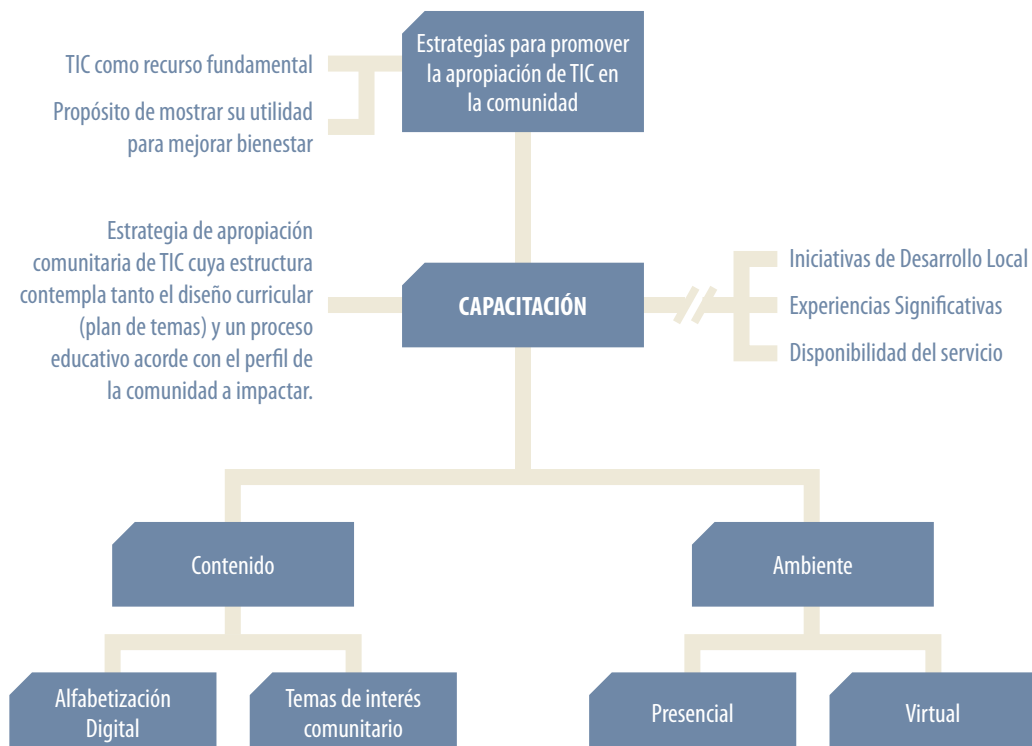 Estrategias para promover
la apropiación de TIC en
la comunidad
TIC como recurso fundamental
Propósito de mostrar su utilidad
para mejorar bienestar
Estrategia de apropiación
comunitaria de TIC cuya estructura
contempla tanto el diseño curricular
(plan de temas) y un proceso
educativo acorde con el perfil de
la comunidad a impactar.
CAPACITACIÓN
Iniciativas de Desarrollo Local
Experiencias Significativas
Disponibilidad del servicio
Contenido
Ambiente
Alfabetización
Digital
Temas de interés
comunitario
Presencial
Virtual